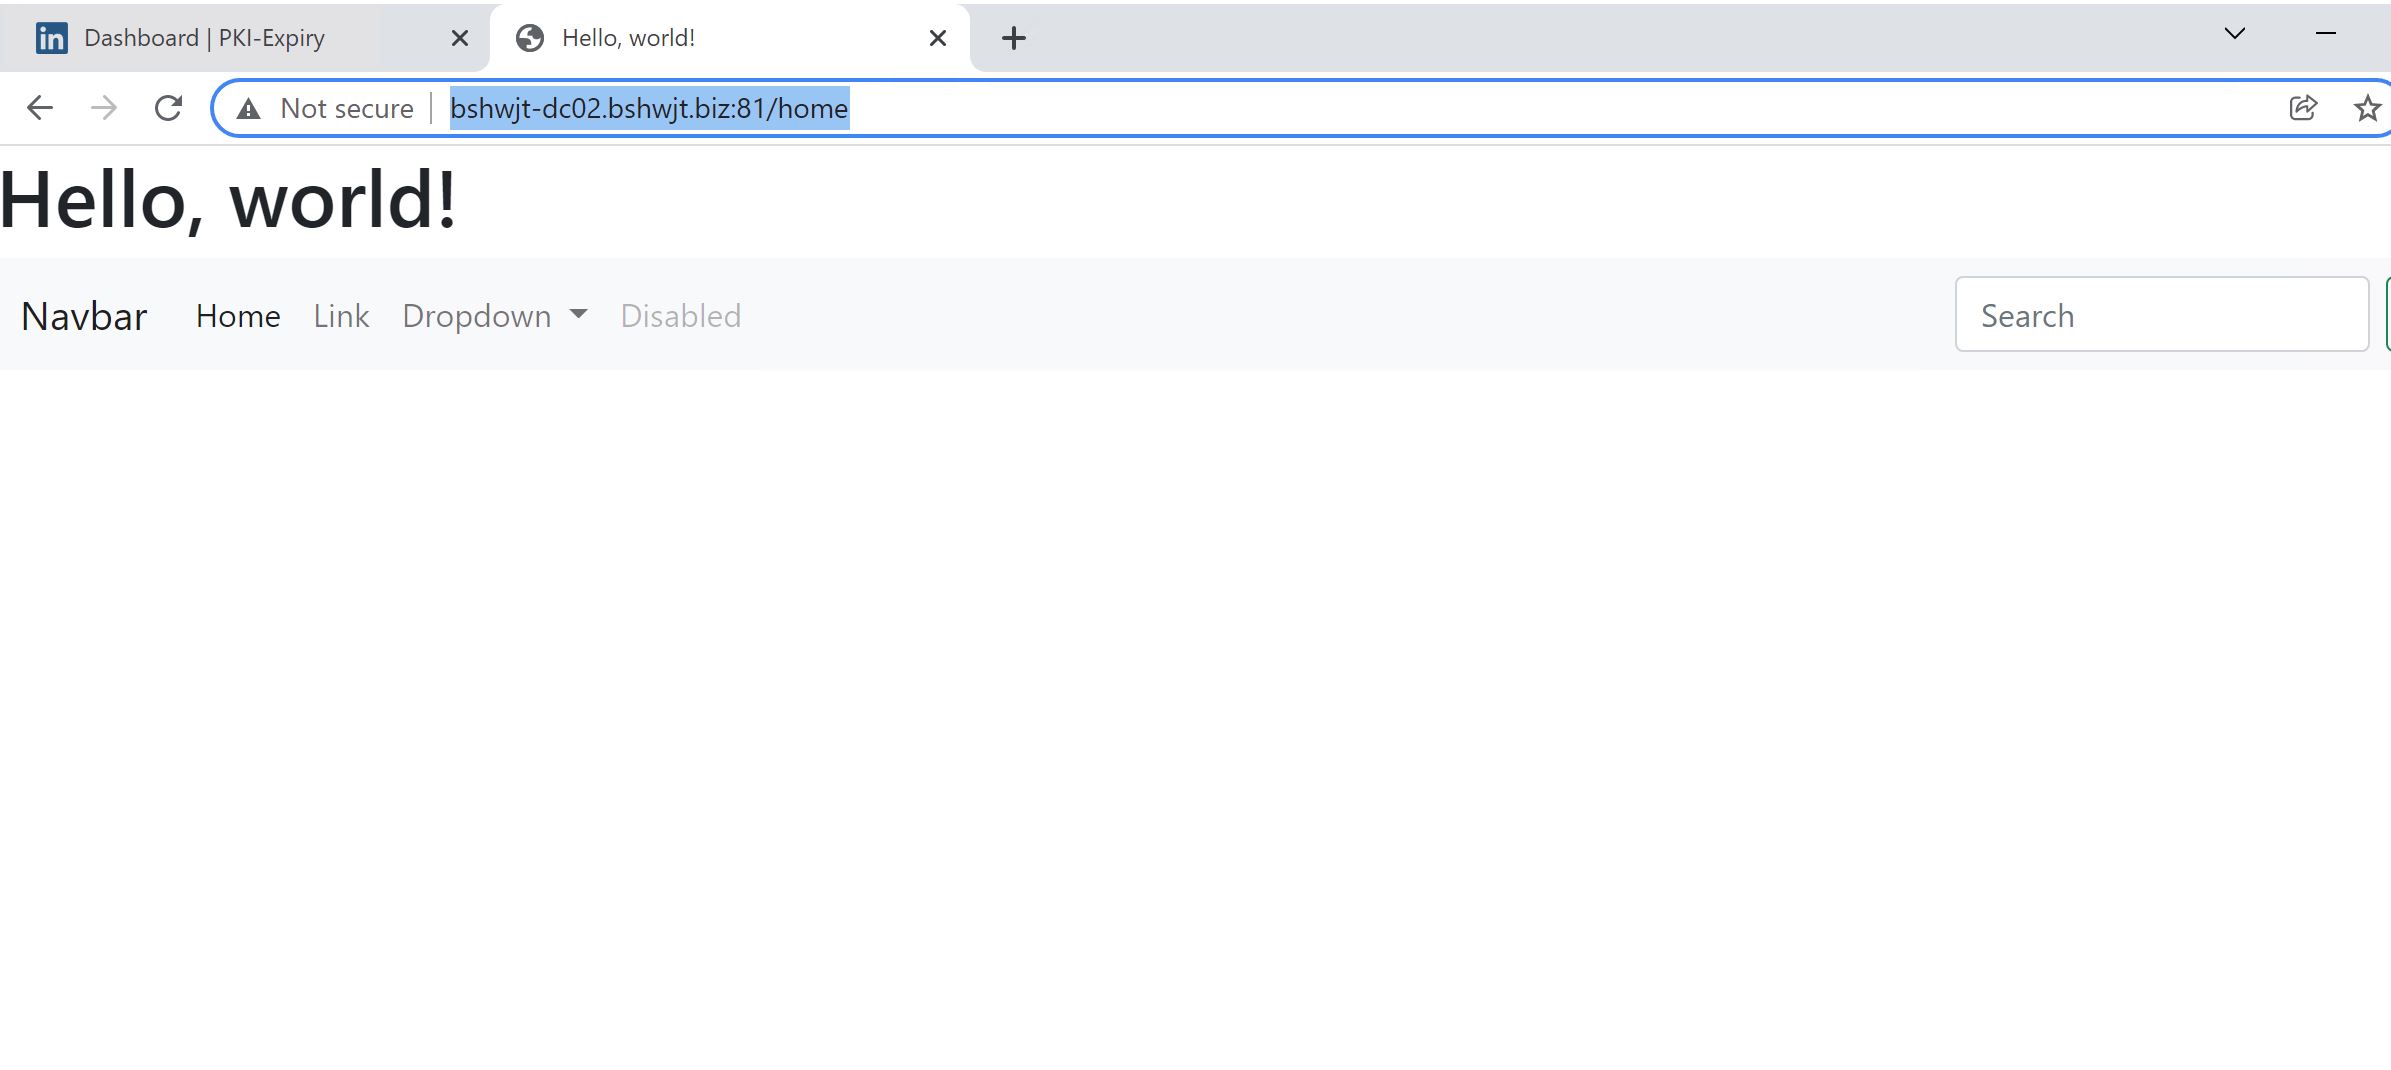 in Dashboard | PKI-Expiry Hello, world!
Not secure bshwjt-dc02.bshwjt.biz:81/home
Hello, world!
Navbar Home Link Dropdown Disabled Search